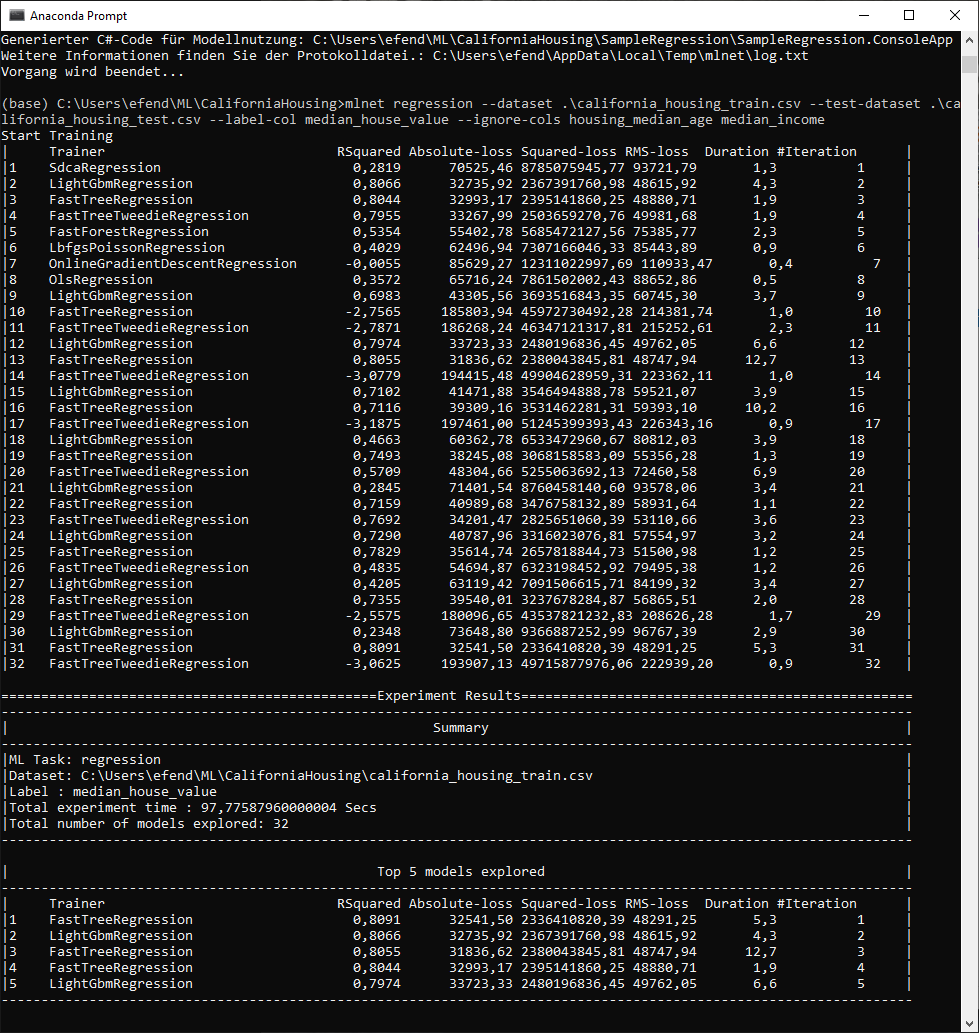 Anaconda Prompt
Generierter C#-Code für Modellnutzung: C:\Users\efend\ML\CaliforniaHousing\SampleRegression\SampleRegression.ConsoleApp
Weitere Informationen finden Sie der Protokolldatei.: C:\Users\efend\AppData\Local\Temp\mlnet\log.txt
Vorgang wird beendet...
(base) C:\Users\efend\ML\CaliforniaHousing>mlnet regression --dataset .\california_housing_train.csv --test-dataset .\ca
lifornia_housing_test.csv --label-col median_house_value --ignore-cols housing_median_age median_income
Start Training
|     Trainer                             RSquared Absolute-loss Squared-loss RMS-loss  Duration #Iteration      |
|1    SdcaRegression                        0,2819      70525,46 8785075945,77 93721,79       1,3          1     |
|2    LightGbmRegression                    0,8066      32735,92 2367391760,98 48615,92       4,3          2     |
|3    FastTreeRegression                    0,8044      32993,17 2395141860,25 48880,71       1,9          3     |
|4    FastTreeTweedieRegression             0,7955      33267,99 2503659270,76 49981,68       1,9          4     |
|5    FastForestRegression                  0,5354      55402,78 5685472127,56 75385,77       2,3          5     |
|6    LbfgsPoissonRegression                0,4029      62496,94 7307166046,33 85443,89       0,9          6     |
|7    OnlineGradientDescentRegression      -0,0055      85629,27 12311022997,69 110933,47       0,4          7   |
|8    OlsRegression                         0,3572      65716,24 7861502002,43 88652,86       0,5          8     |
|9    LightGbmRegression                    0,6983      43305,56 3693516843,35 60745,30       3,7          9     |
|10   FastTreeRegression                   -2,7565     185803,94 45972730492,28 214381,74       1,0         10   |
|11   FastTreeTweedieRegression            -2,7871     186268,24 46347121317,81 215252,61       2,3         11   |
|12   LightGbmRegression                    0,7974      33723,33 2480196836,45 49762,05       6,6         12     |
|13   FastTreeRegression                    0,8055      31836,62 2380043845,81 48747,94      12,7         13     |
|14   FastTreeTweedieRegression            -3,0779     194415,48 49904628959,31 223362,11       1,0         14   |
|15   LightGbmRegression                    0,7102      41471,88 3546494888,78 59521,07       3,9         15     |
|16   FastTreeRegression                    0,7116      39309,16 3531462281,31 59393,10      10,2         16     |
|17   FastTreeTweedieRegression            -3,1875     197461,00 51245399393,43 226343,16       0,9         17   |
|18   LightGbmRegression                    0,4663      60362,78 6533472960,67 80812,03       3,9         18     |
|19   FastTreeRegression                    0,7493      38245,08 3068158583,09 55356,28       1,3         19     |
|20   FastTreeTweedieRegression             0,5709      48304,66 5255063692,13 72460,58       6,9         20     |
|21   LightGbmRegression                    0,2845      71401,54 8760458140,60 93578,06       3,4         21     |
|22   FastTreeRegression                    0,7159      40989,68 3476758132,89 58931,64       1,1         22     |
|23   FastTreeTweedieRegression             0,7692      34201,47 2825651060,39 53110,66       3,6         23     |
|24   LightGbmRegression                    0,7290      40787,96 3316023076,81 57554,97       3,2         24     |
|25   FastTreeRegression                    0,7829      35614,74 2657818844,73 51500,98       1,2         25     |
|26   FastTreeTweedieRegression             0,4835      54694,87 6323198452,92 79495,38       1,2         26     |
|27   LightGbmRegression                    0,4205      63119,42 7091506615,71 84199,32       3,4         27     |
|28   FastTreeRegression                    0,7355      39540,01 3237678284,87 56865,51       2,0         28     |
|29   FastTreeTweedieRegression            -2,5575     180096,65 43537821232,83 208626,28       1,7         29   |
|30   LightGbmRegression                    0,2348      73648,80 9366887252,99 96767,39       2,9         30     |
|31   FastTreeRegression                    0,8091      32541,50 2336410820,39 48291,25       5,3         31     |
|32   FastTreeTweedieRegression            -3,0625     193907,13 49715877976,06 222939,20       0,9         32   |
===============================================Experiment Results=================================================
|                                                     Summary                                                    |
|ML Task: regression                                                                                             |
|Dataset: C:\Users\efend\ML\CaliforniaHousing\california_housing_train.csv                                       |
|Label : median_house_value                                                                                      |
|Total experiment time : 97,77587960000004 Secs                                                                  |
|Total number of models explored: 32                                                                             |
|                                              Top 5 models explored                                             |
|     Trainer                             RSquared Absolute-loss Squared-loss RMS-loss  Duration #Iteration      |
|1    FastTreeRegression                    0,8091      32541,50 2336410820,39 48291,25       5,3          1     |
|2    LightGbmRegression                    0,8066      32735,92 2367391760,98 48615,92       4,3          2     |
|3    FastTreeRegression                    0,8055      31836,62 2380043845,81 48747,94      12,7          3     |
|4    FastTreeRegression                    0,8044      32993,17 2395141860,25 48880,71       1,9          4     |
|5    LightGbmRegression                    0,7974      33723,33 2480196836,45 49762,05       6,6          5     |